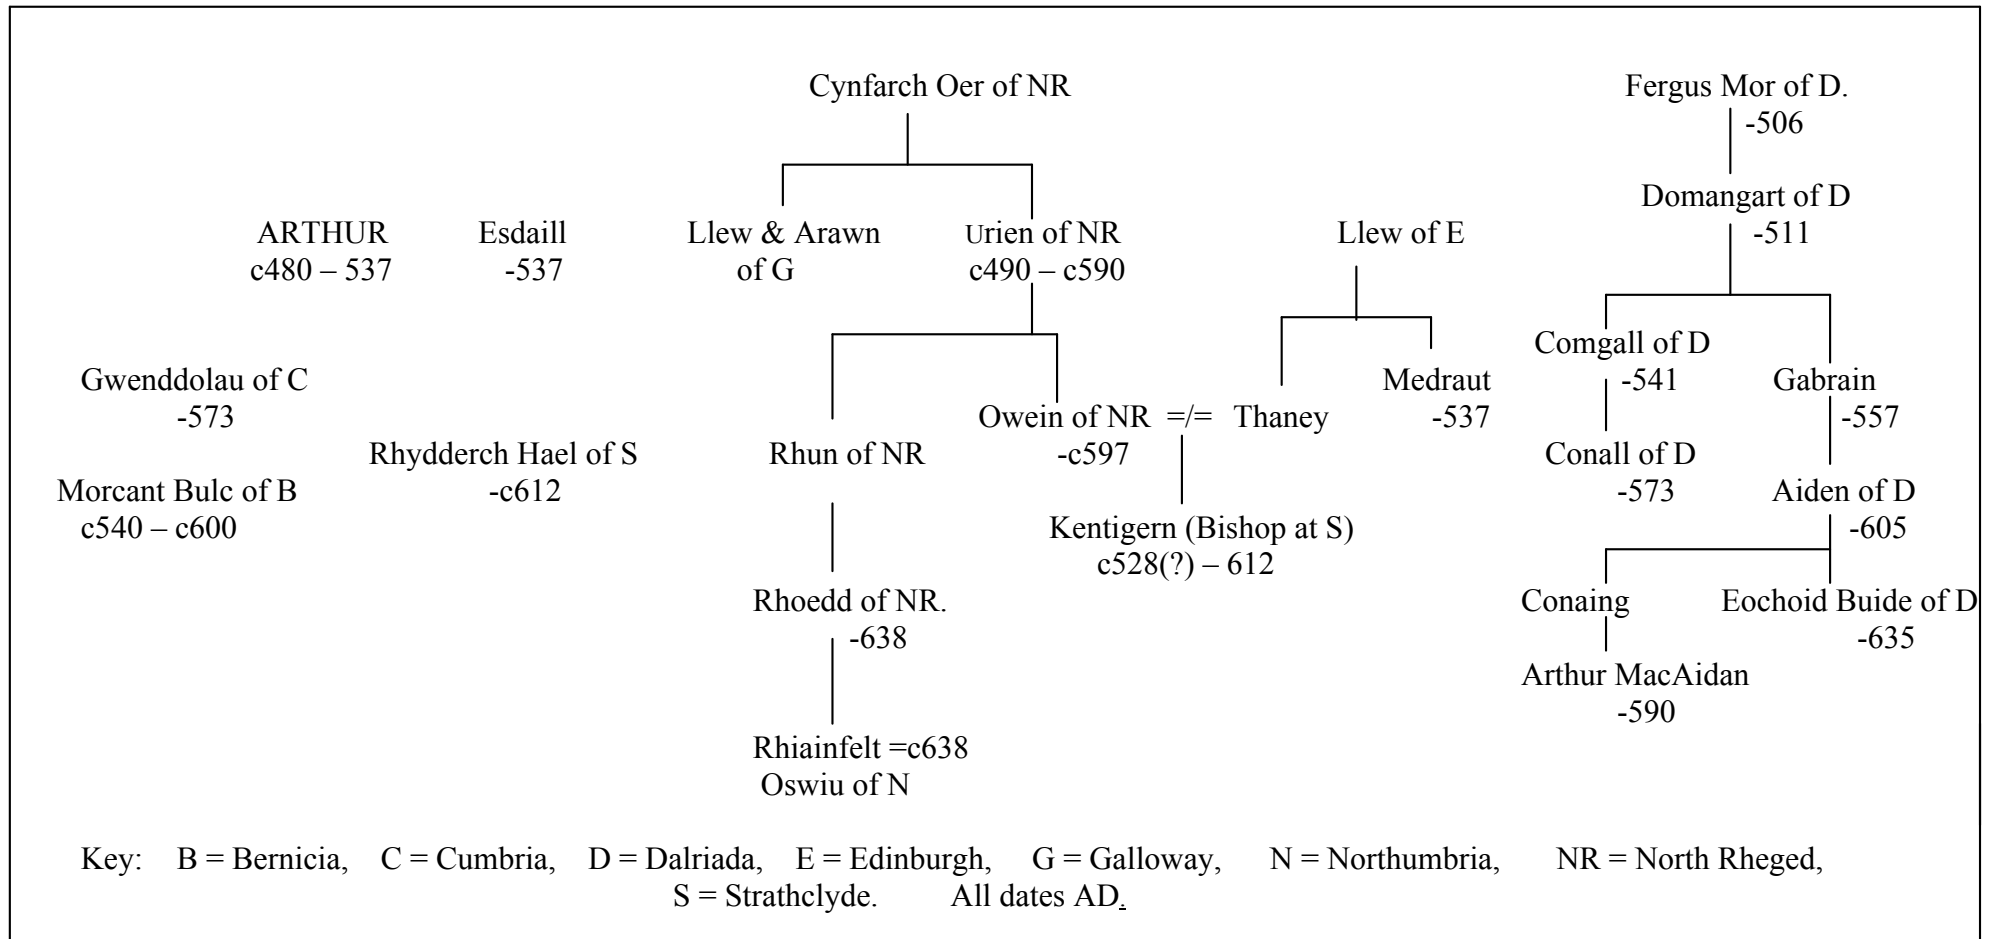 Cynfarch Oer of NR
Fergus Mor of D.
-506
Domangart of D
-511
ARTHUR
c480 – 537
Esdaill
-537
Llew & Arawn
of G
Urien of NR
c490 – c590
Llew of E
Comgall of D
-541
Gabrain
-557
Gwenddolau of C
-573
Medraut
-537
Owein of NR =/= Thaney
-c597
Rhydderch Hael of S
-c612
Rhun of NR
Conall of D
-573
Morcant Bulc of B
c540 – c600
Aiden of D
-605
Kentigern (Bishop at S)
c528(?) – 612
Rhoedd of NR.
-638
Conaing
Eochoid Buide of D
-635
Arthur MacAidan
-590
Rhiainfelt =c638
Oswiu of N
Key: B = Bernicia, C = Cumbria, D = Dalriada, E = Edinburgh, G = Galloway, N = Northumbria, NR = North Rheged,
S = Strathclyde. All dates AD.